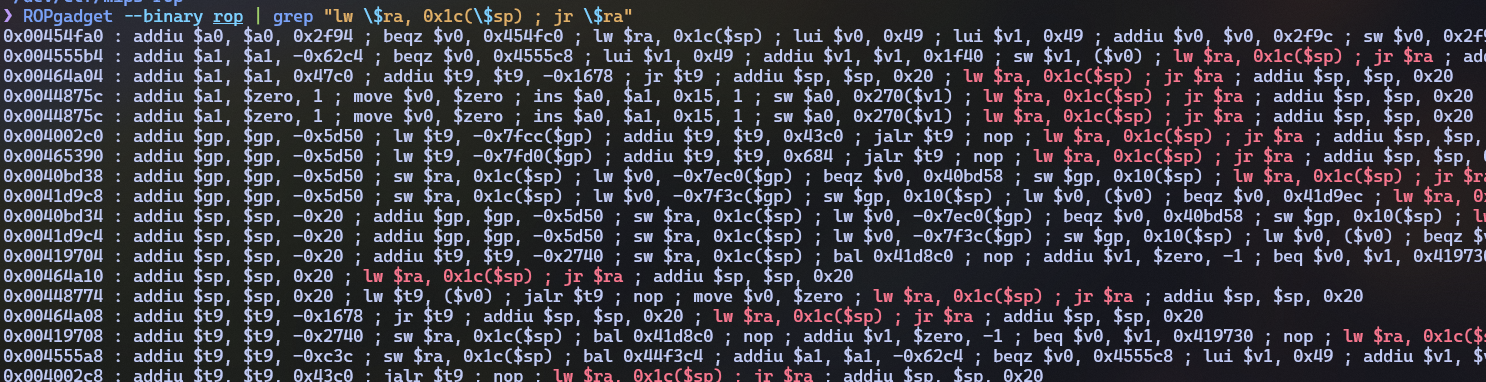 ❯ ROPgadget --binary rop | grep "lw \$ra, 0x1c(\$sp) ; jr \$ra"
0x00454fa0 : addiu $a0, $a0, 0x2f94 ; beqz $v0, 0x454fc0 ; lw $ra, 0x1c($sp) ; lui $v0, 0x49 ; lui $v1, 0x49 ; addiu $v0, $v0, 0x2f9c ; sw $v0, 0x2f9
0x004555b4 : addiu $a1, $a1, -0x62c4 ; beqz $v0, 0x4555c8 ; lui $v1, 0x49 ; addiu $v1, $v1, 0x1f40 ; sw $v1, ($v0) ; lw $ra, 0x1c($sp) ; jr $ra ; add
0x00464a04 : addiu $a1, $a1, 0x47c0 ; addiu $t9, $t9, -0x1678 ; jr $t9 ; addiu $sp, $sp, 0x20 ; lw $ra, 0x1c($sp) ; jr $ra ; addiu $sp, $sp, 0x20
0x0044875c : addiu $a1, $zero, 1 ; move $v0, $zero ; ins $a0, $a1, 0x15, 1 ; sw $a0, 0x270($v1) ; lw $ra, 0x1c($sp) ; jr $ra ; addiu $sp, $sp, 0x20
0x0044875c : addiu $a1, $zero, 1 ; move $v0, $zero ; ins $a0, $a1, 0x15, 1 ; sw $a0, 0x270($v1) ; lw $ra, 0x1c($sp) ; jr $ra ; addiu $sp, $sp, 0x20
0x004002c0 : addiu $gp, $gp, -0x5d50 ; lw $t9, -0x7fcc($gp) ; addiu $t9, $t9, 0x43c0 ; jalr $t9 ; nop ; lw $ra, 0x1c($sp) ; jr $ra ; addiu $sp, $sp,
0x00465390 : addiu $gp, $gp, -0x5d50 ; lw $t9, -0x7fd0($gp) ; addiu $t9, $t9, 0x684 ; jalr $t9 ; nop ; lw $ra, 0x1c($sp) ; jr $ra ; addiu $sp, $sp, 0
0x0040bd38 : addiu $gp, $gp, -0x5d50 ; sw $ra, 0x1c($sp) ; lw $v0, -0x7ec0($gp) ; beqz $v0, 0x40bd58 ; sw $gp, 0x10($sp) ; lw $ra, 0x1c($sp) ; jr $ra
0x0041d9c8 : addiu $gp, $gp, -0x5d50 ; sw $ra, 0x1c($sp) ; lw $v0, -0x7f3c($gp) ; sw $gp, 0x10($sp) ; lw $v0, ($v0) ; beqz $v0, 0x41d9ec ; lw $ra, 0x
0x0040bd34 : addiu $sp, $sp, -0x20 ; addiu $gp, $gp, -0x5d50 ; sw $ra, 0x1c($sp) ; lw $v0, -0x7ec0($gp) ; beqz $v0, 0x40bd58 ; sw $gp, 0x10($sp) ; lw
0x0041d9c4 : addiu $sp, $sp, -0x20 ; addiu $gp, $gp, -0x5d50 ; sw $ra, 0x1c($sp) ; lw $v0, -0x7f3c($gp) ; sw $gp, 0x10($sp) ; lw $v0, ($v0) ; beqz $v
0x00419704 : addiu $sp, $sp, -0x20 ; addiu $t9, $t9, -0x2740 ; sw $ra, 0x1c($sp) ; bal 0x41d8c0 ; nop ; addiu $v1, $zero, -1 ; beq $v0, $v1, 0x419730
0x00464a10 : addiu $sp, $sp, 0x20 ; lw $ra, 0x1c($sp) ; jr $ra ; addiu $sp, $sp, 0x20
0x00448774 : addiu $sp, $sp, 0x20 ; lw $t9, ($v0) ; jalr $t9 ; nop ; move $v0, $zero ; lw $ra, 0x1c($sp) ; jr $ra ; addiu $sp, $sp, 0x20
0x00464a08 : addiu $t9, $t9, -0x1678 ; jr $t9 ; addiu $sp, $sp, 0x20 ; lw $ra, 0x1c($sp) ; jr $ra ; addiu $sp, $sp, 0x20
0x00419708 : addiu $t9, $t9, -0x2740 ; sw $ra, 0x1c($sp) ; bal 0x41d8c0 ; nop ; addiu $v1, $zero, -1 ; beq $v0, $v1, 0x419730 ; nop ; lw $ra, 0x1c($s
0x004555a8 : addiu $t9, $t9, -0xc3c ; sw $ra, 0x1c($sp) ; bal 0x44f3c4 ; addiu $a1, $a1, -0x62c4 ; beqz $v0, 0x4555c8 ; lui $v1, 0x49 ; addiu $v1, $v
0x004002c8 : addiu $t9, $t9, 0x43c0 ; jalr $t9 ; nop ; lw $ra, 0x1c($sp) ; jr $ra ; addiu $sp, $sp, 0x20